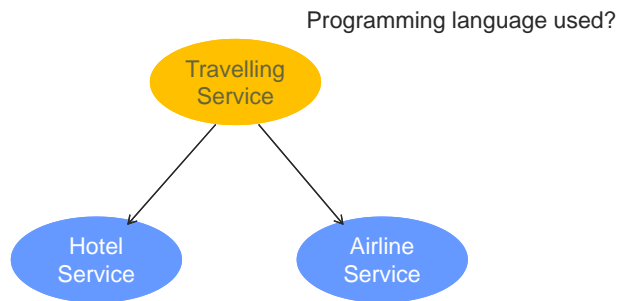 Programming language used?
Travelling
Service
Hotel
Service
Airline
Service